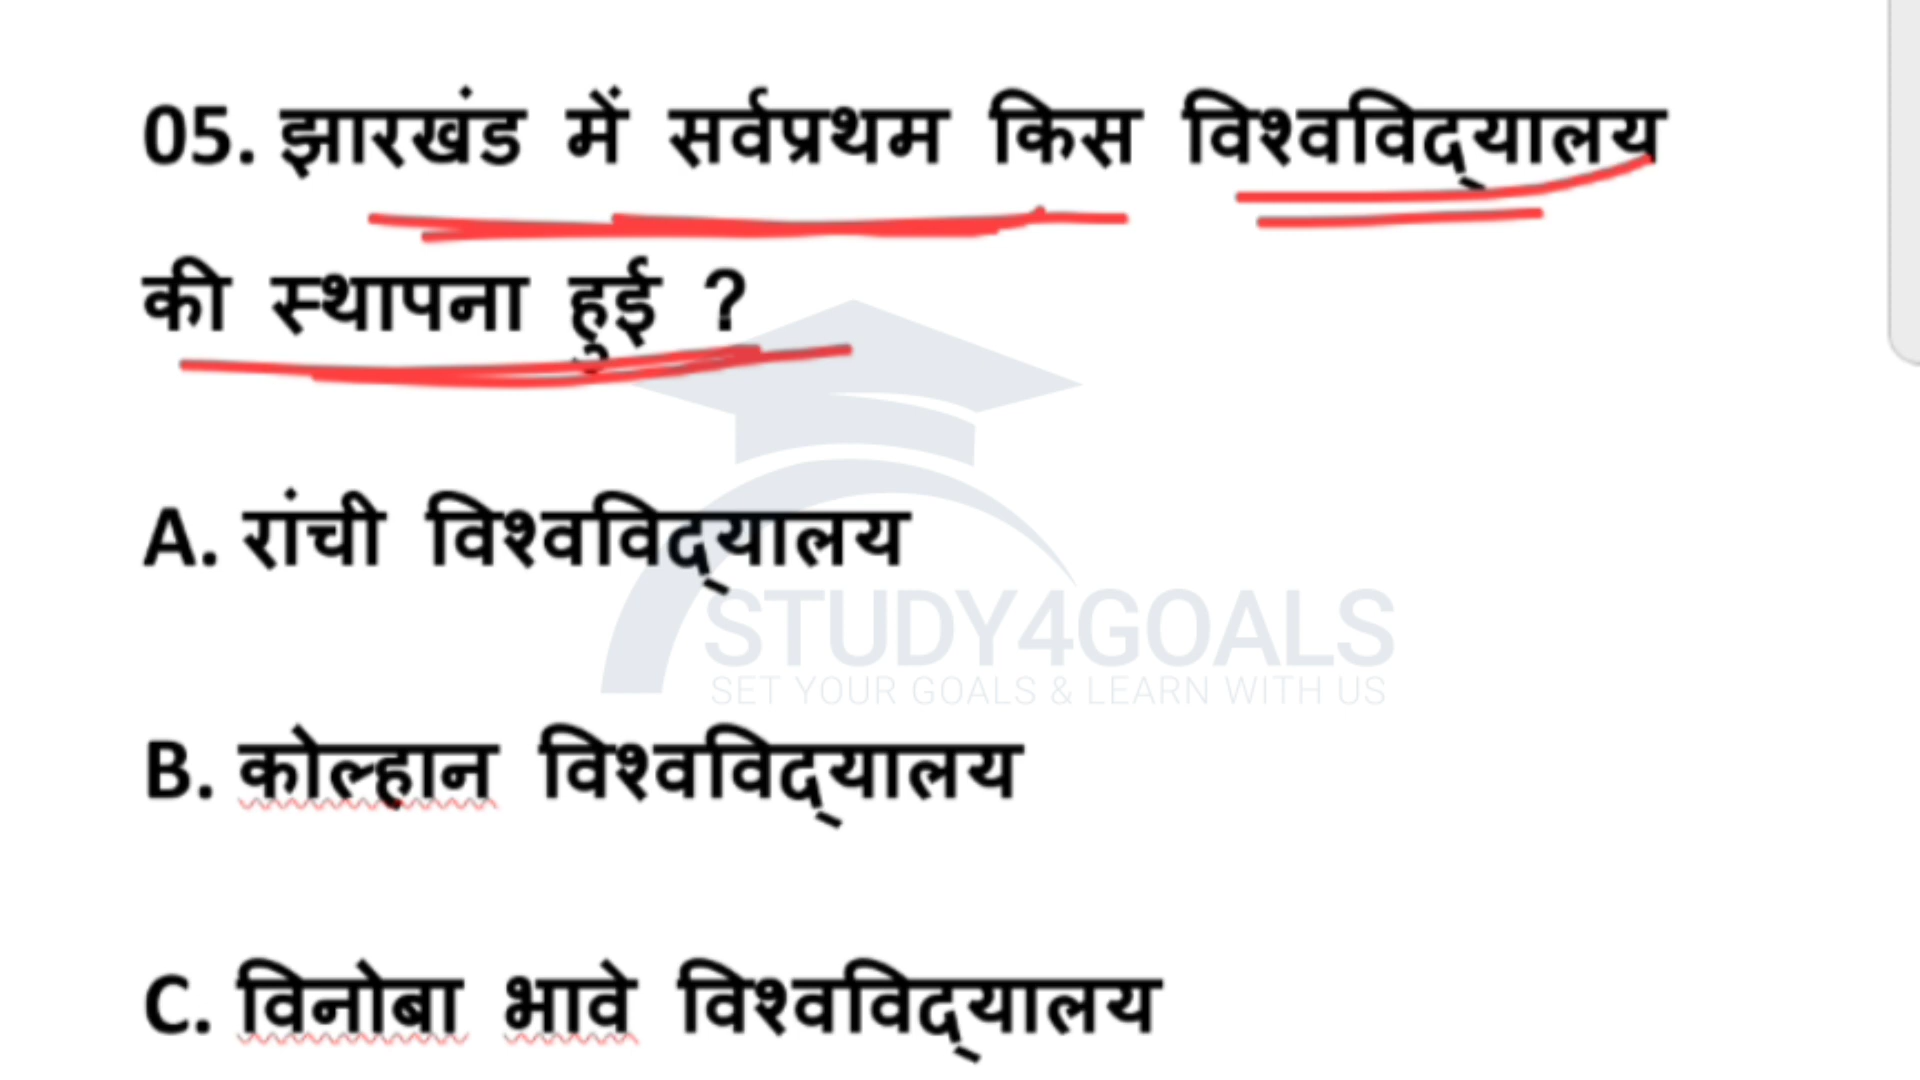 05. झारखंड में सर्वप्रथम किस विश्वविद्यालय
की स्थापना हुई ?
A. रांची विश्वविद्यालय
STUDY4GOALS
SET YOUR GOALS & LEARN WITH US
B. कोल्हान विश्वविद्यालय
C. विनोबा भावे विश्वविद्यालय